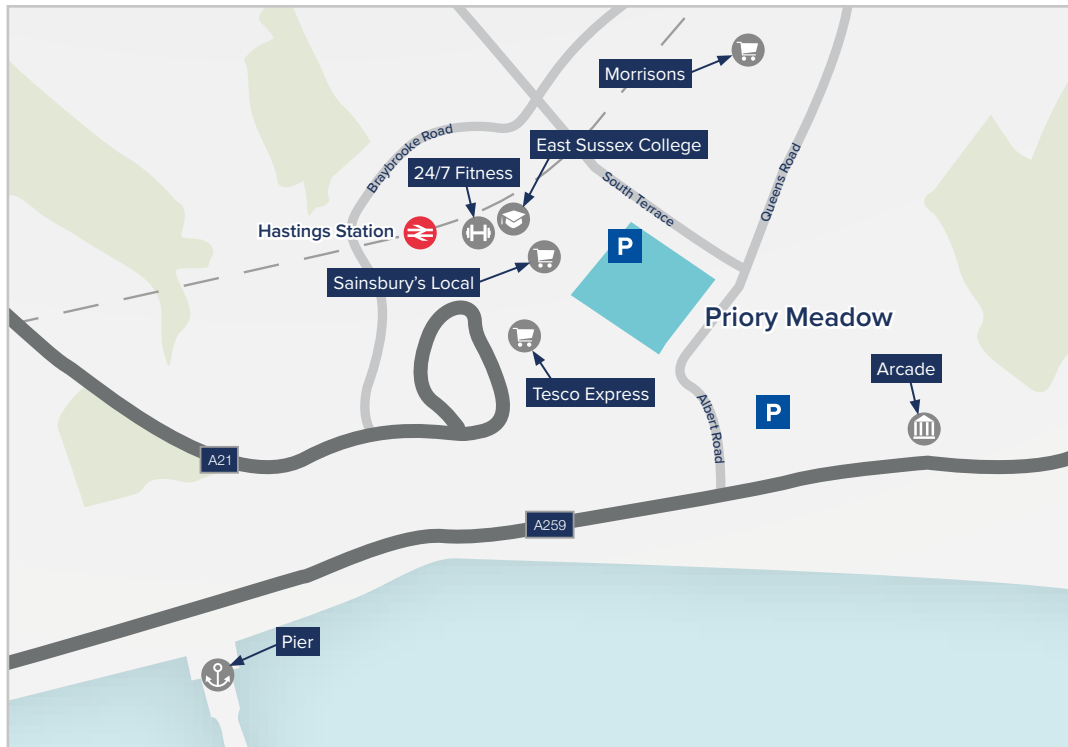 Morrisons
Braybrooke Road
East Sussex College
24/7 Fitness
South Terrace
Queens Road
Hastings Station
P
Sainsbury's Local
Priory Meadow
Tesco Express
Arcade
Albert Road
P
A21
A259
Pier